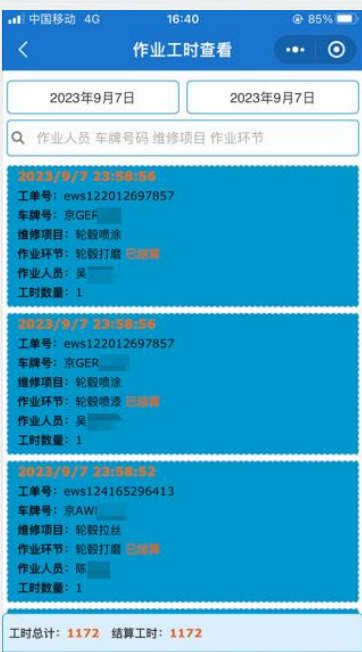 中国移动 4G 16:40 85%
作业工时查看
2023年9月7日 2023年9月7日
作业人员 车牌号码 维修项目 作业环节
2023/9/7 23:58:56
工单号：ews122012697857
车牌号：京GER
维修项目：轮毂喷涂
作业环节：轮毂打磨 已结算
作业人员：吴
工时数量：1
2023/9/7 23:58:56
工单号：ews122012697857
车牌号：京GER
维修项目：轮毂喷涂
作业环节：轮毂喷漆 已结算
作业人员：吴
工时数量：1
2023/9/7 23:58:52
工单号：ews124165296413
车牌号：京AW
维修项目：轮毂拉丝
作业环节：轮毂打磨 已结算
作业人员：陈
工时数量：1
工时总计：1172 结算工时：1172